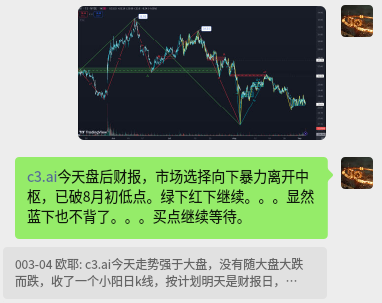 TradingView
c3.ai今天盘后财报，市场选择向下暴力离开中
枢，已破8月初低点。绿下红下继续。。。显然
蓝下也不背了。。。买点继续等待。
003-04 欧耶: c3.ai今天走势强于大盘，没有随大盘大跌
而跌，收了一个小阳日k线，按计划明天是财报日，…